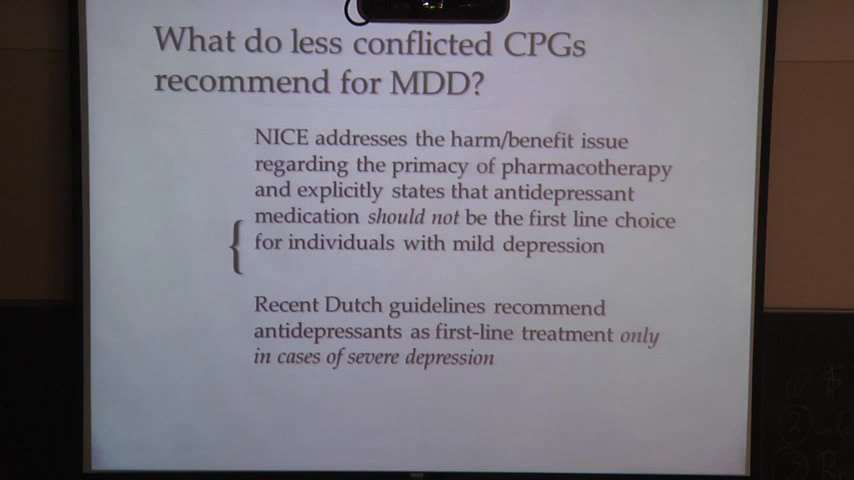 What do less conflicted CPGs
recommend for MDD?
NICE addresses the harm/benefit issue
regarding the primacy of pharmacotherapy
and explicitly states that antidepressant
medication should not be the first line choice
for individuals with mild depression
{
Recent Dutch guidelines recommend
antidepressants as first-line treatment only
in cases of severe depression